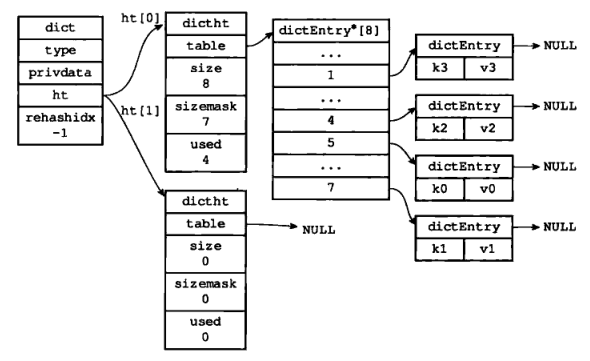 dict
type
privdata
ht
rehashidx
-1
ht[0]
ht[1]
dictht
table
size
8
sizemask
7
used
4
dictht
table
size
0
sizemask
0
used
0
NULL
dictEntry*[8]
...
1
...
4
5
...
7
dictEntry
k3 v3
NULL
dictEntry
k2 v2
NULL
dictEntry
k0 v0
NULL
dictEntry
k1 v1
NULL